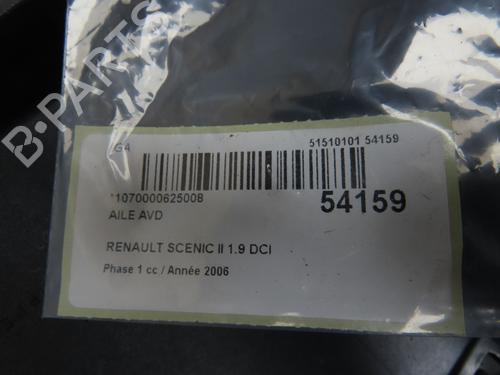 B-PARTS
G4
51510101 54159
*1070000625008
54159
AILE AVD
RENAULT SCENIC II 1.9 DCI
Phase 1 cc / Année 2006